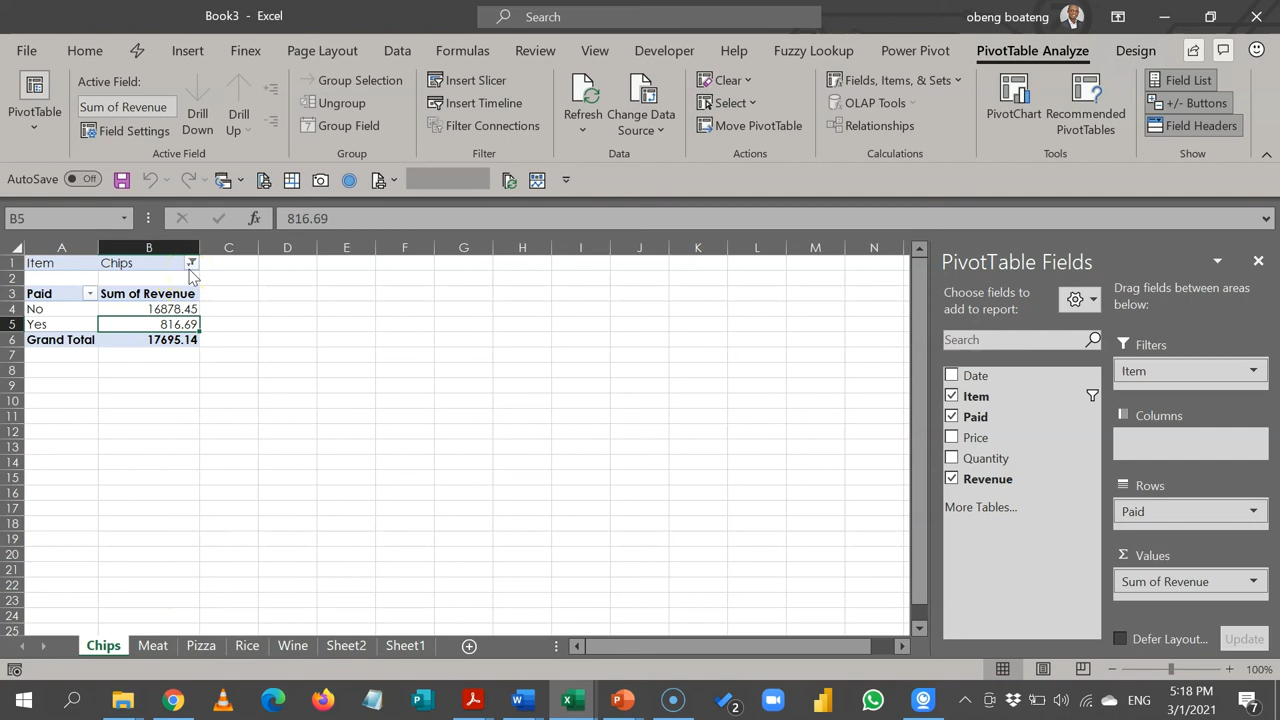 Book3 - Excel
Search
obeng boateng
File Home Insert Finex Page Layout Data Formulas Review View Developer Help Fuzzy Lookup Power Pivot PivotTable Analyze Design
PivotTable
Active Field:
Sum of Revenue
Field Settings
Drill Down
Drill Up
Active Field
Group Selection
Ungroup
Group Field
Group
Insert Slicer
Insert Timeline
Filter Connections
Filter
Refresh
Change Data Source
Data
Clear
Select
Move PivotTable
Actions
Fields, Items, & Sets
OLAP Tools
Relationships
Calculations
PivotChart
Recommended PivotTables
Tools
Field List
+/- Buttons
Field Headers
Show
AutoSave Off
B5
fx
816.69
A B C D E F G H I J K L M N
1 Item Chips
2
3 Paid Sum of Revenue
4 No 16878.45
5 Yes 816.69
6 Grand Total 17695.14
7
8
9
10
11
12
13
14
15
16
17
18
19
20
21
22
23
24
25
PivotTable Fields
Choose fields to add to report:
Search
Date
Item
Paid
Price
Quantity
Revenue
More Tables...
Drag fields between areas below:
Filters
Item
Columns
Rows
Paid
Σ Values
Sum of Revenue
Defer Layout...
Update
Chips Meat Pizza Rice Wine Sheet2 Sheet1
100%
2
ENG
5:18 PM
3/1/2021
7